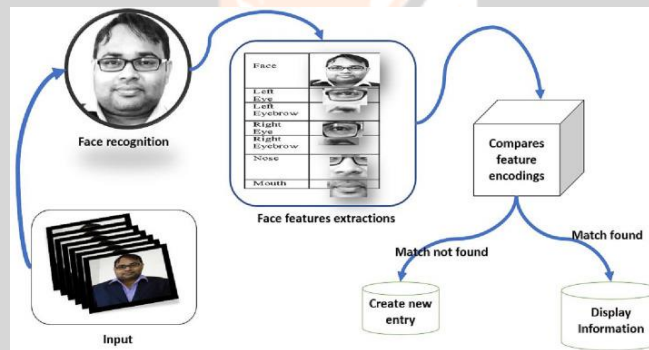 Face recognition
Face
Left
Eye
Left
Eyebrow
Right
Eye
Right
Eyebrow
Nose
Mouth
Face features extractions
Compares
feature
encodings
Match not found
Match found
Create new
entry
Display
Information
Input